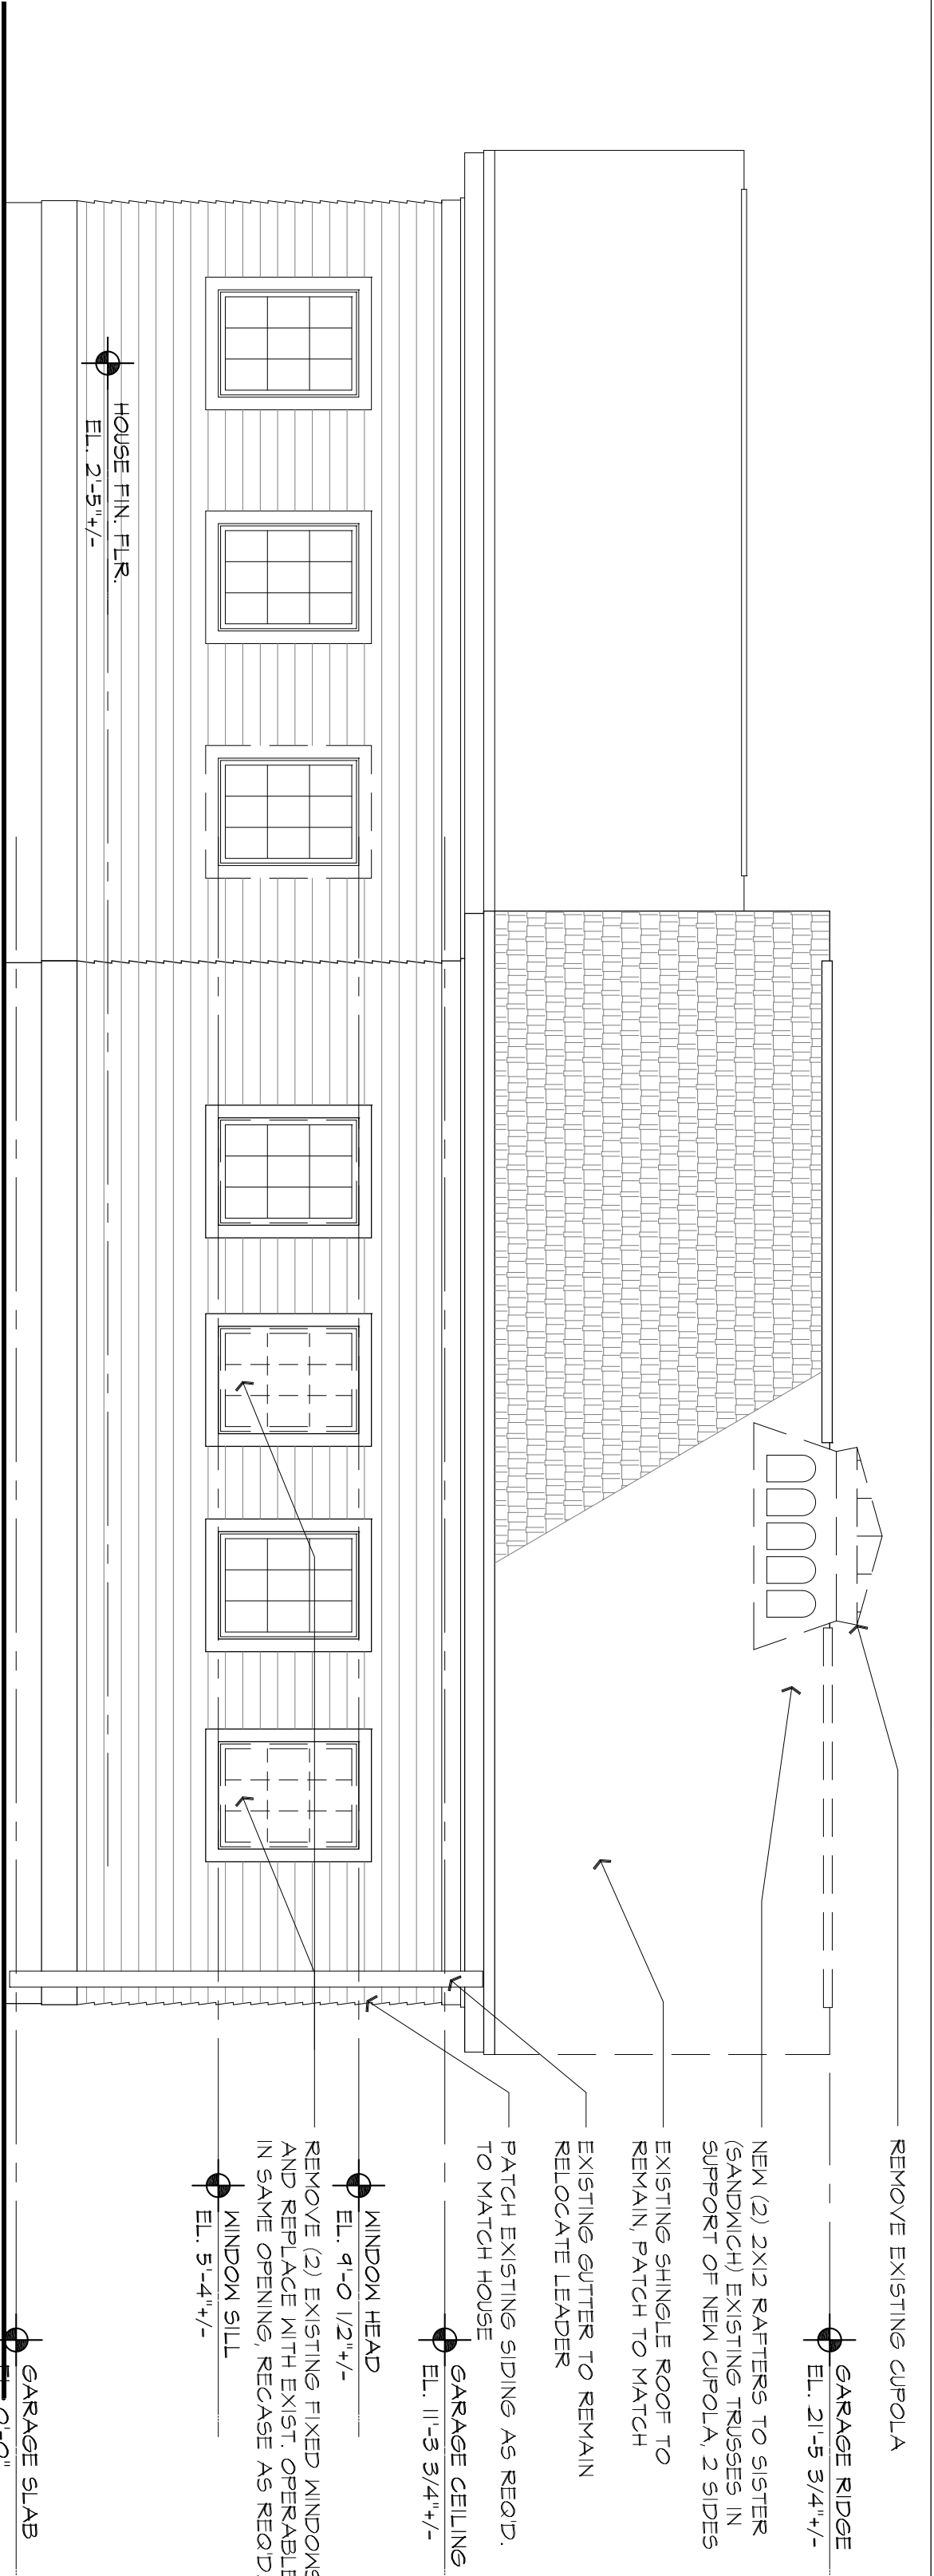 REMOVE EXISTING CUPOLA
GARAGE RIDGE
EL. 21'-5 3/4"+/-
NEW (2) 2X12 RAFTERS TO SISTER
(SANDWICH) EXISTING TRUSSES IN
SUPPORT OF NEW CUPOLA, 2 SIDES
EXISTING SHINGLE ROOF TO
REMAIN, PATCH TO MATCH
EXISTING GUTTER TO REMAIN
RELOCATE LEADER
PATCH EXISTING SIDING AS REQ'D.
TO MATCH HOUSE
GARAGE CEILING
EL. 11'-3 3/4"+/-
WINDOW HEAD
EL. 9'-0 1/2"+/-
REMOVE (2) EXISTING FIXED WINDOWS
AND REPLACE WITH EXIST. OPERABLE
IN SAME OPENING, RECASE AS REQ'D.
WINDOW SILL
EL. 5'-4"+/-
HOUSE FIN. FLR.
EL. 2'-5"+/-
GARAGE SLAB
EL. 0'-0"